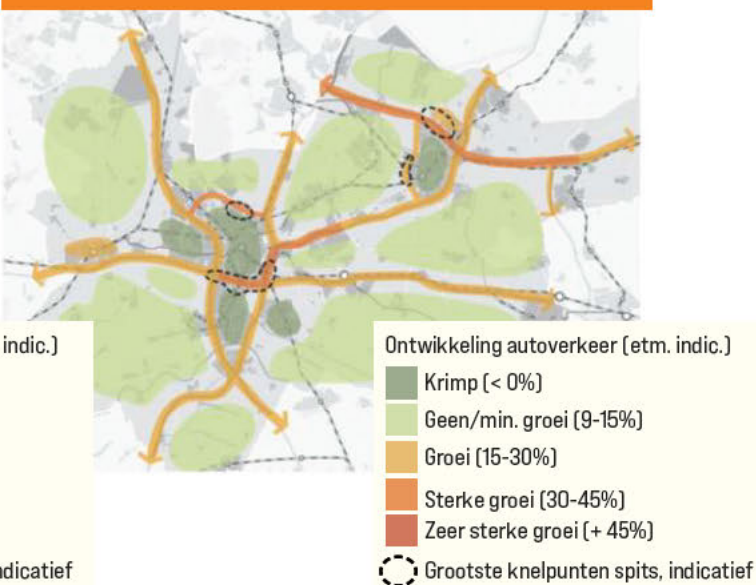 indic.)
Ontwikkeling autoverkeer (etm. indic.)
Krimp (< 0%)
Geen/min. groei (9-15%)
Groei (15-30%)
Sterke groei (30-45%)
Zeer sterke groei (+ 45%)
ndicatief
Grootste knelpunten spits, indicatief